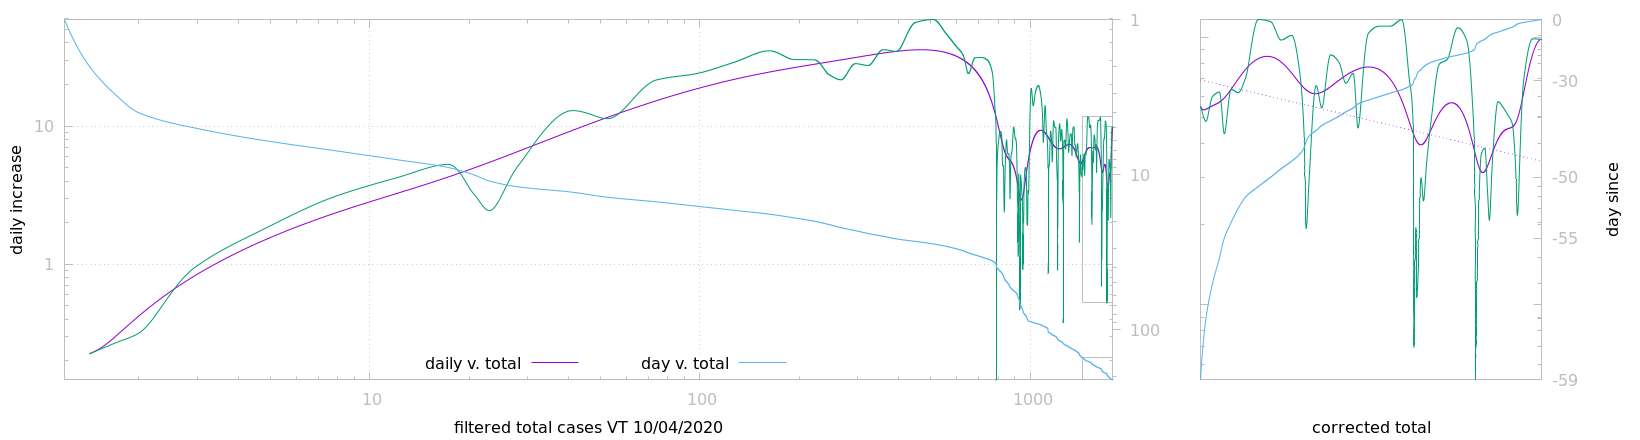 daily increase
10
1
daily v. total
day v. total
10
100
1000
filtered total cases VT 10/04/2020
1
10
100
0
-30
-50
-55
-59
day since
corrected total